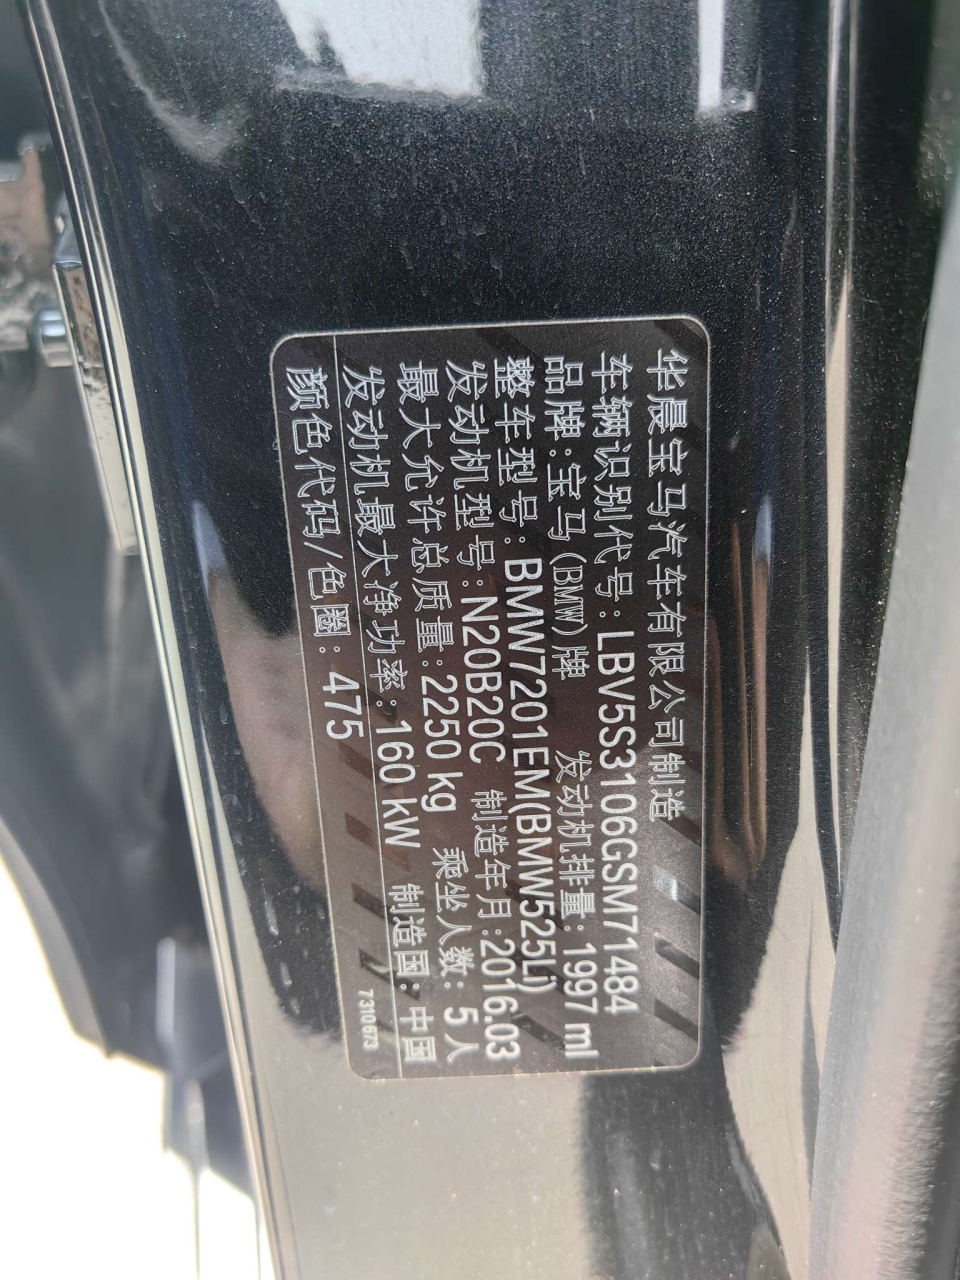 华晨宝马汽车有限公司制造
车辆识别代号:LBV5S3106GSM71484
品牌:宝马(BMW)牌 发动机排量:1997 ml
整车型号:BMW7201EM(BMW525Li)
发动机型号:N20B20C 制造年月:2016.03
最大允许总质量:2250 kg 乘坐人数:5人
发动机最大净功率:160 kW 制造国:中国
颜色代码/色圈:475
7310673